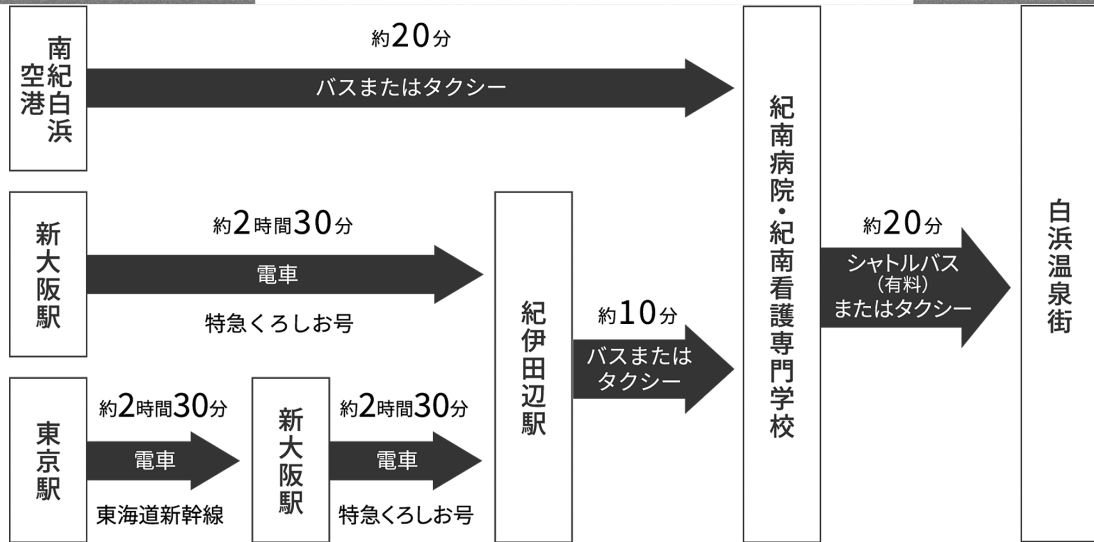 南紀白浜
空港
約20分
バスまたはタクシー
新大阪駅
約2時間30分
電車
特急くろしお号
東京駅
約2時間30分
電車
東海道新幹線
新大阪駅
約2時間30分
電車
特急くろしお号
紀伊田辺駅
約10分
バスまたは
タクシー
紀南病院・紀南看護専門学校
約20分
シャトルバス
（有料）
またはタクシー
白浜温泉街